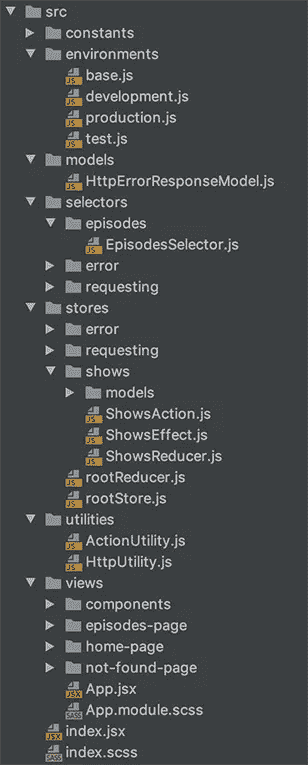 src
constants
environments
base.js
development.js
production.js
test.js
models
HttpErrorResponseModel.js
selectors
episodes
EpisodesSelector.js
error
requesting
stores
error
requesting
shows
models
ShowsAction.js
ShowsEffect.js
ShowsReducer.js
rootReducer.js
rootStore.js
utilities
ActionUtility.js
HttpUtility.js
views
components
episodes-page
home-page
not-found-page
App.jsx
App.module.scss
index.jsx
index.scss